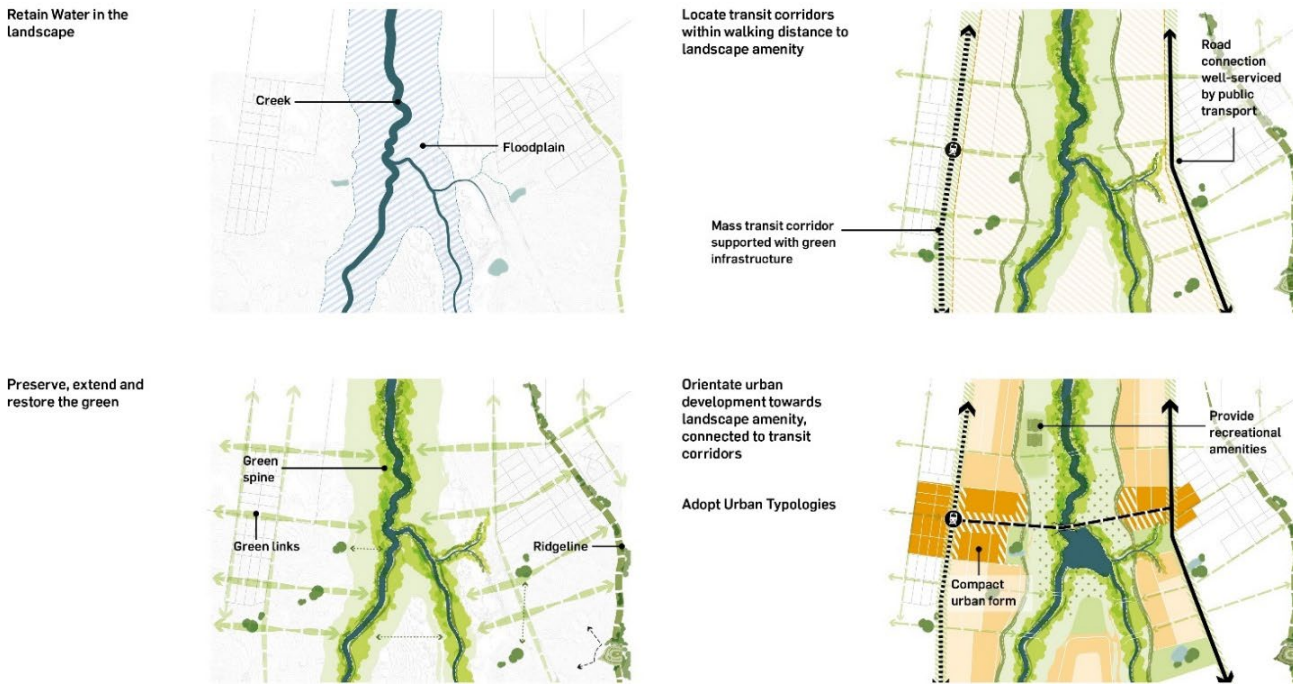 Retain Water in the
landscape
Creek
Floodplain
Locate transit corridors
within walking distance to
landscape amenity
Road
connection
well-serviced
by public
transport
Mass transit corridor
supported with green
infrastructure
Preserve, extend and
restore the green
Green
spine
Green links
Ridgeline
Orientate urban
development towards
landscape amenity,
connected to transit
corridors
Adopt Urban Typologies
Provide
recreational
amenities
Compact
urban form